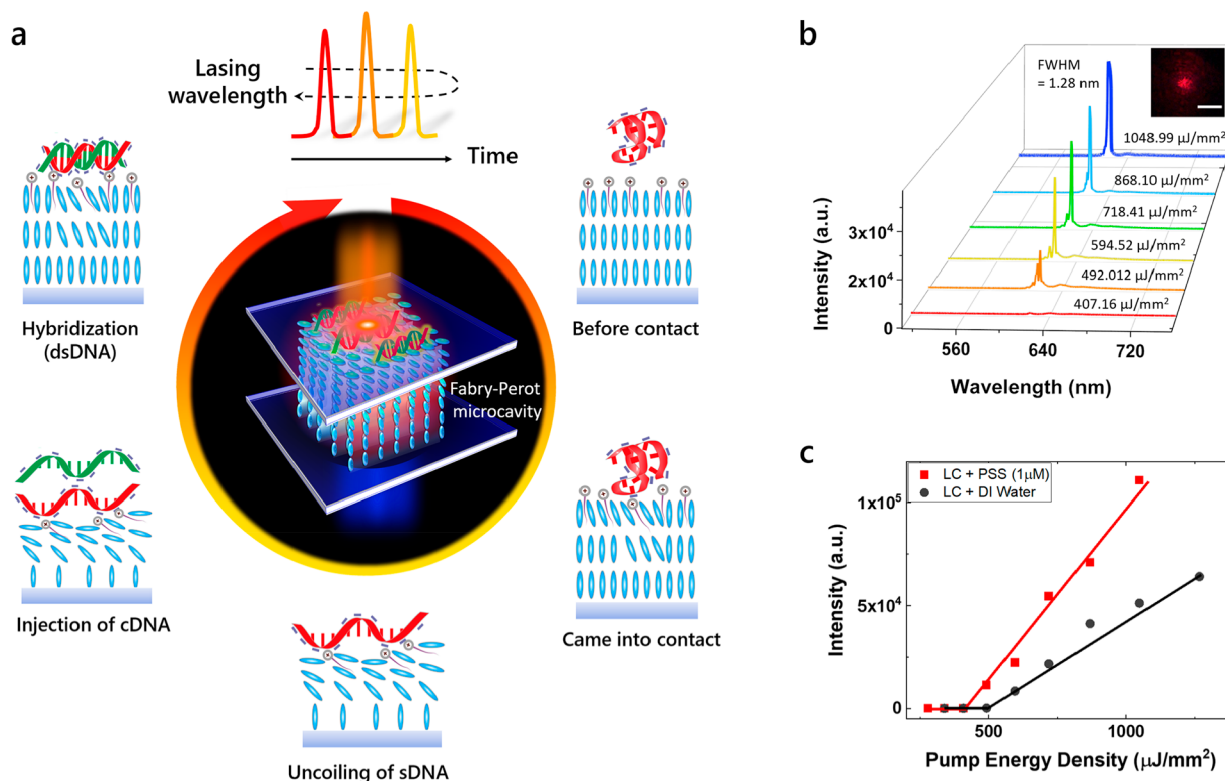 a
Lasing
wavelength
Time
Hybridization
(dsDNA)
Before contact
Fabry-Perot
microcavity
Injection of cDNA
Came into contact
Uncoiling of sDNA
b
FWHM
= 1.28 nm
1048.99 µJ/mm²
868.10 µJ/mm²
718.41 µJ/mm²
594.52 µJ/mm²
492.012 µJ/mm²
407.16 µJ/mm²
Intensity (a.u.)
3x10⁴
2x10⁴
0
560
640
720
Wavelength (nm)
c
LC + PSS (1µM)
LC + DI Water
Intensity (a.u.)
1x10⁵
5x10⁴
0
500
1000
Pump Energy Density (µJ/mm²)